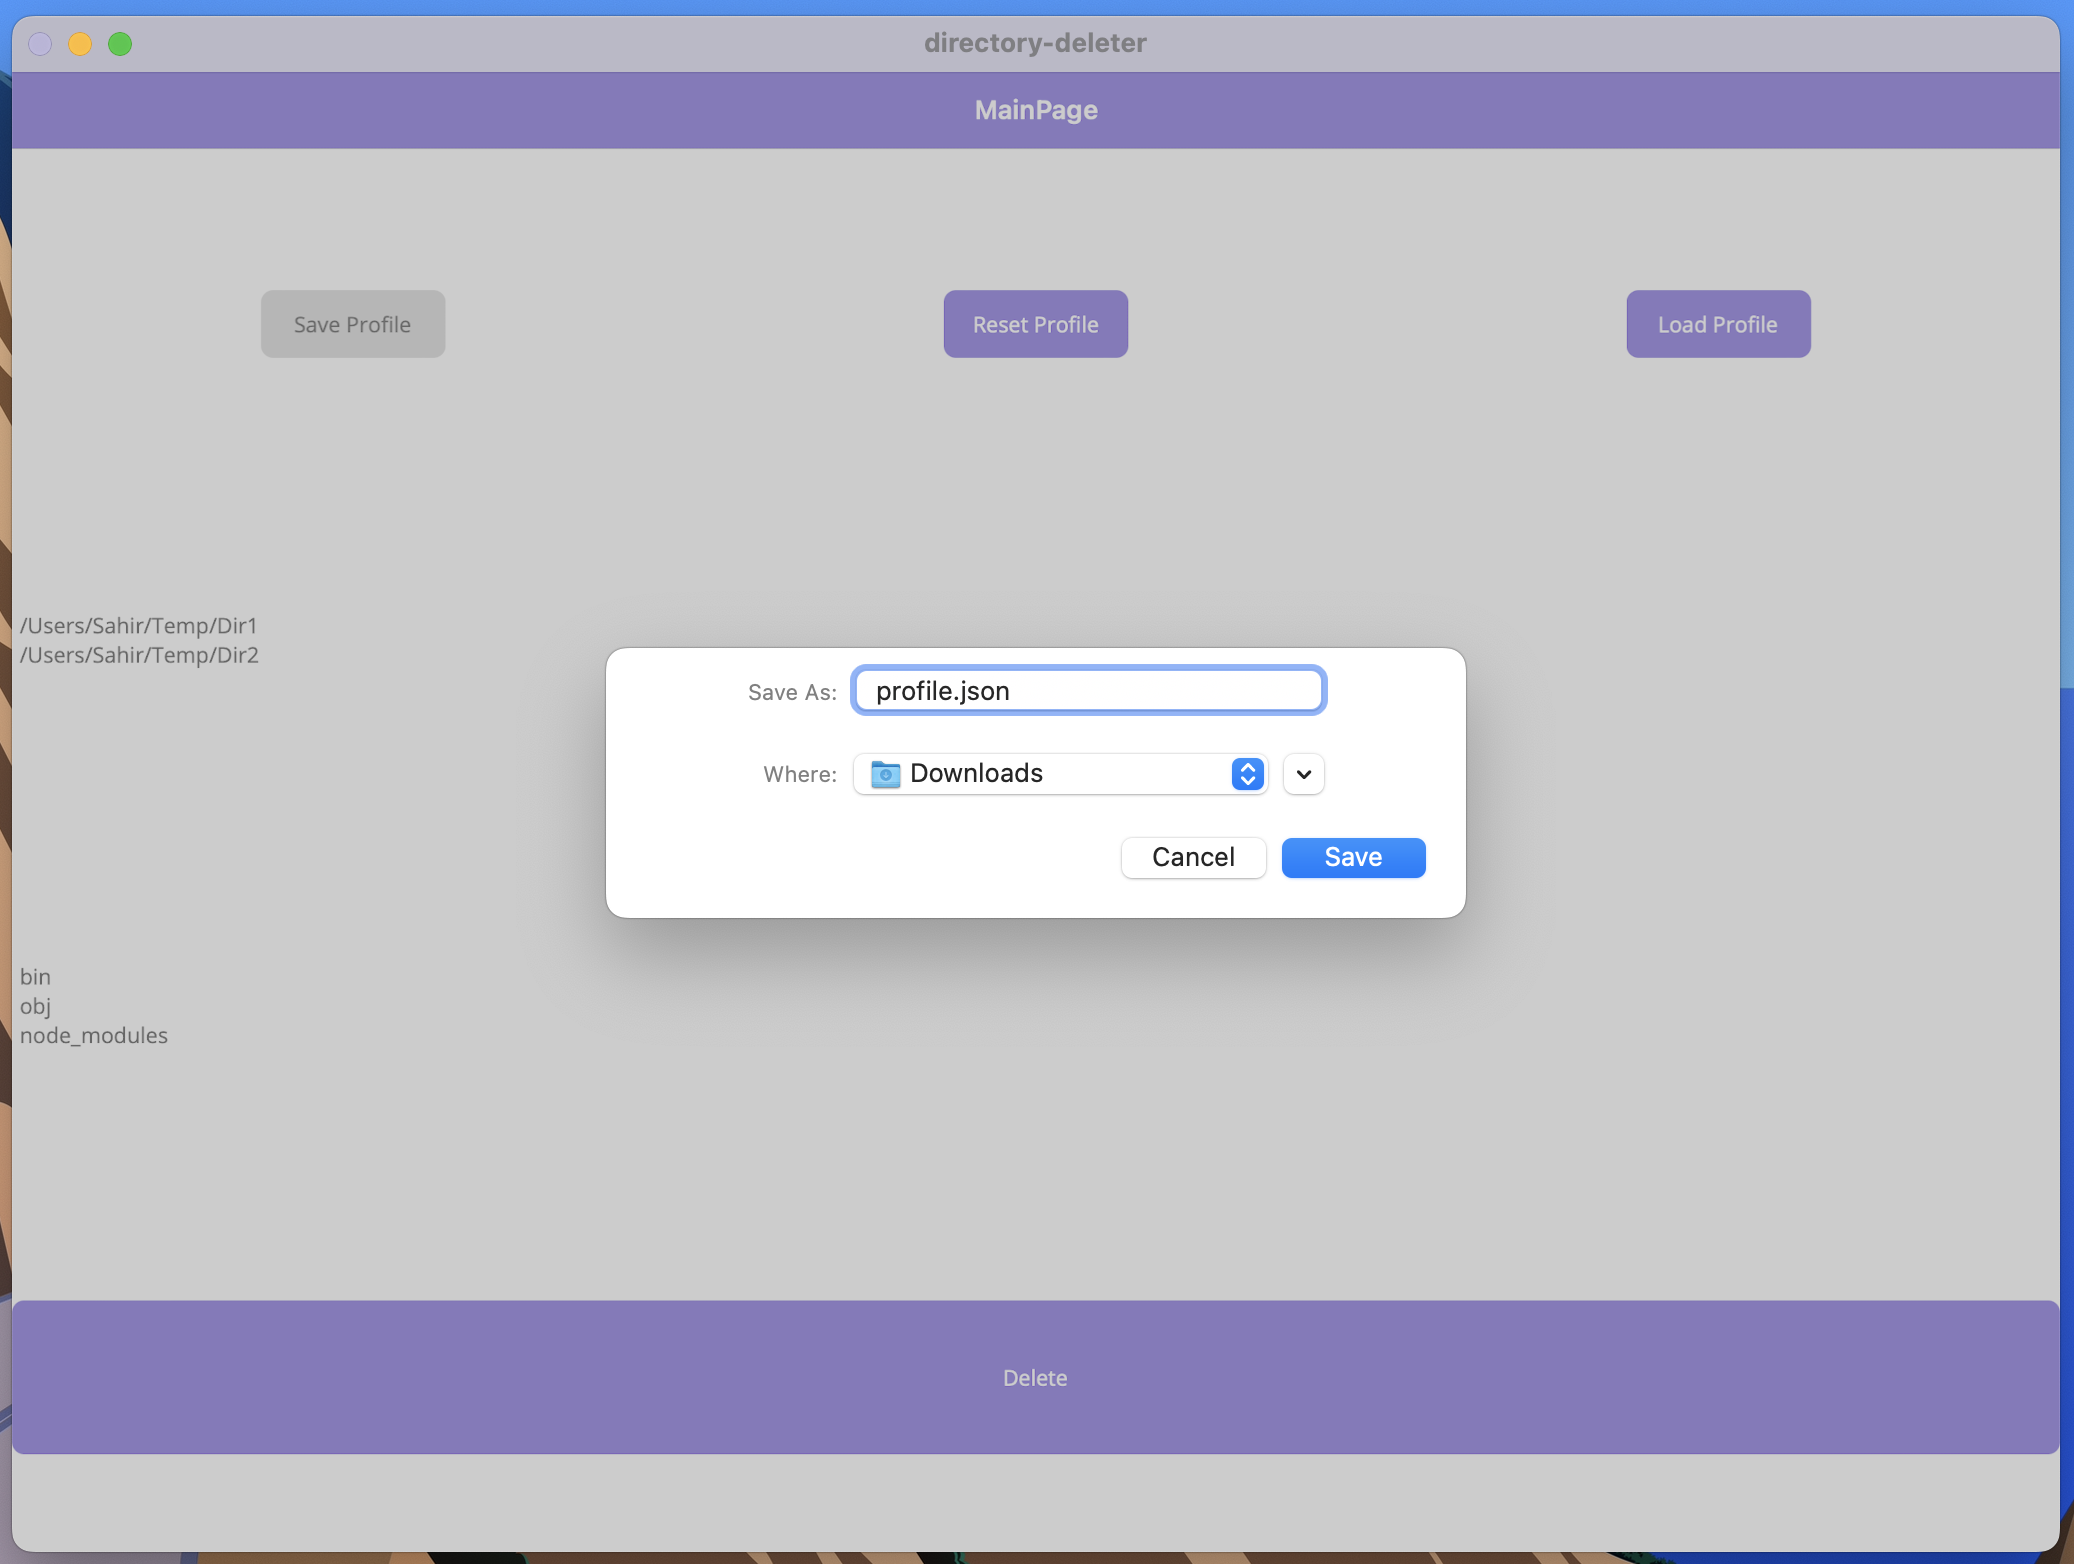 directory-deleter
MainPage
Save Profile
Reset Profile
Load Profile
/Users/Sahir/Temp/Dir1
/Users/Sahir/Temp/Dir2
Save As: profile.json
Where: Downloads
Cancel
Save
bin
obj
node_modules
Delete